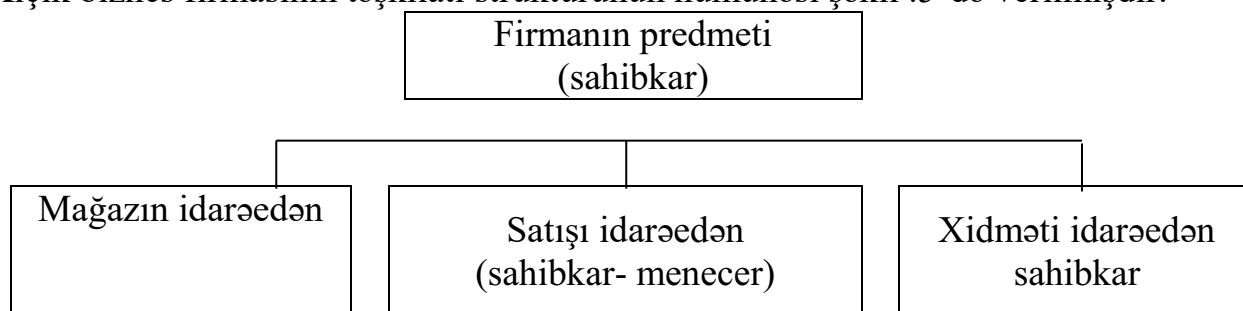 biznes firmasının təşkilati strukturunun nümunəsi şəkil .3-də verilmişdir.
Firmanın predmeti
(sahibkar)
Mağazın idarəedən
Satışı idarəedən
(sahibkar- menecer)
Xidməti idarəedən
sahibkar